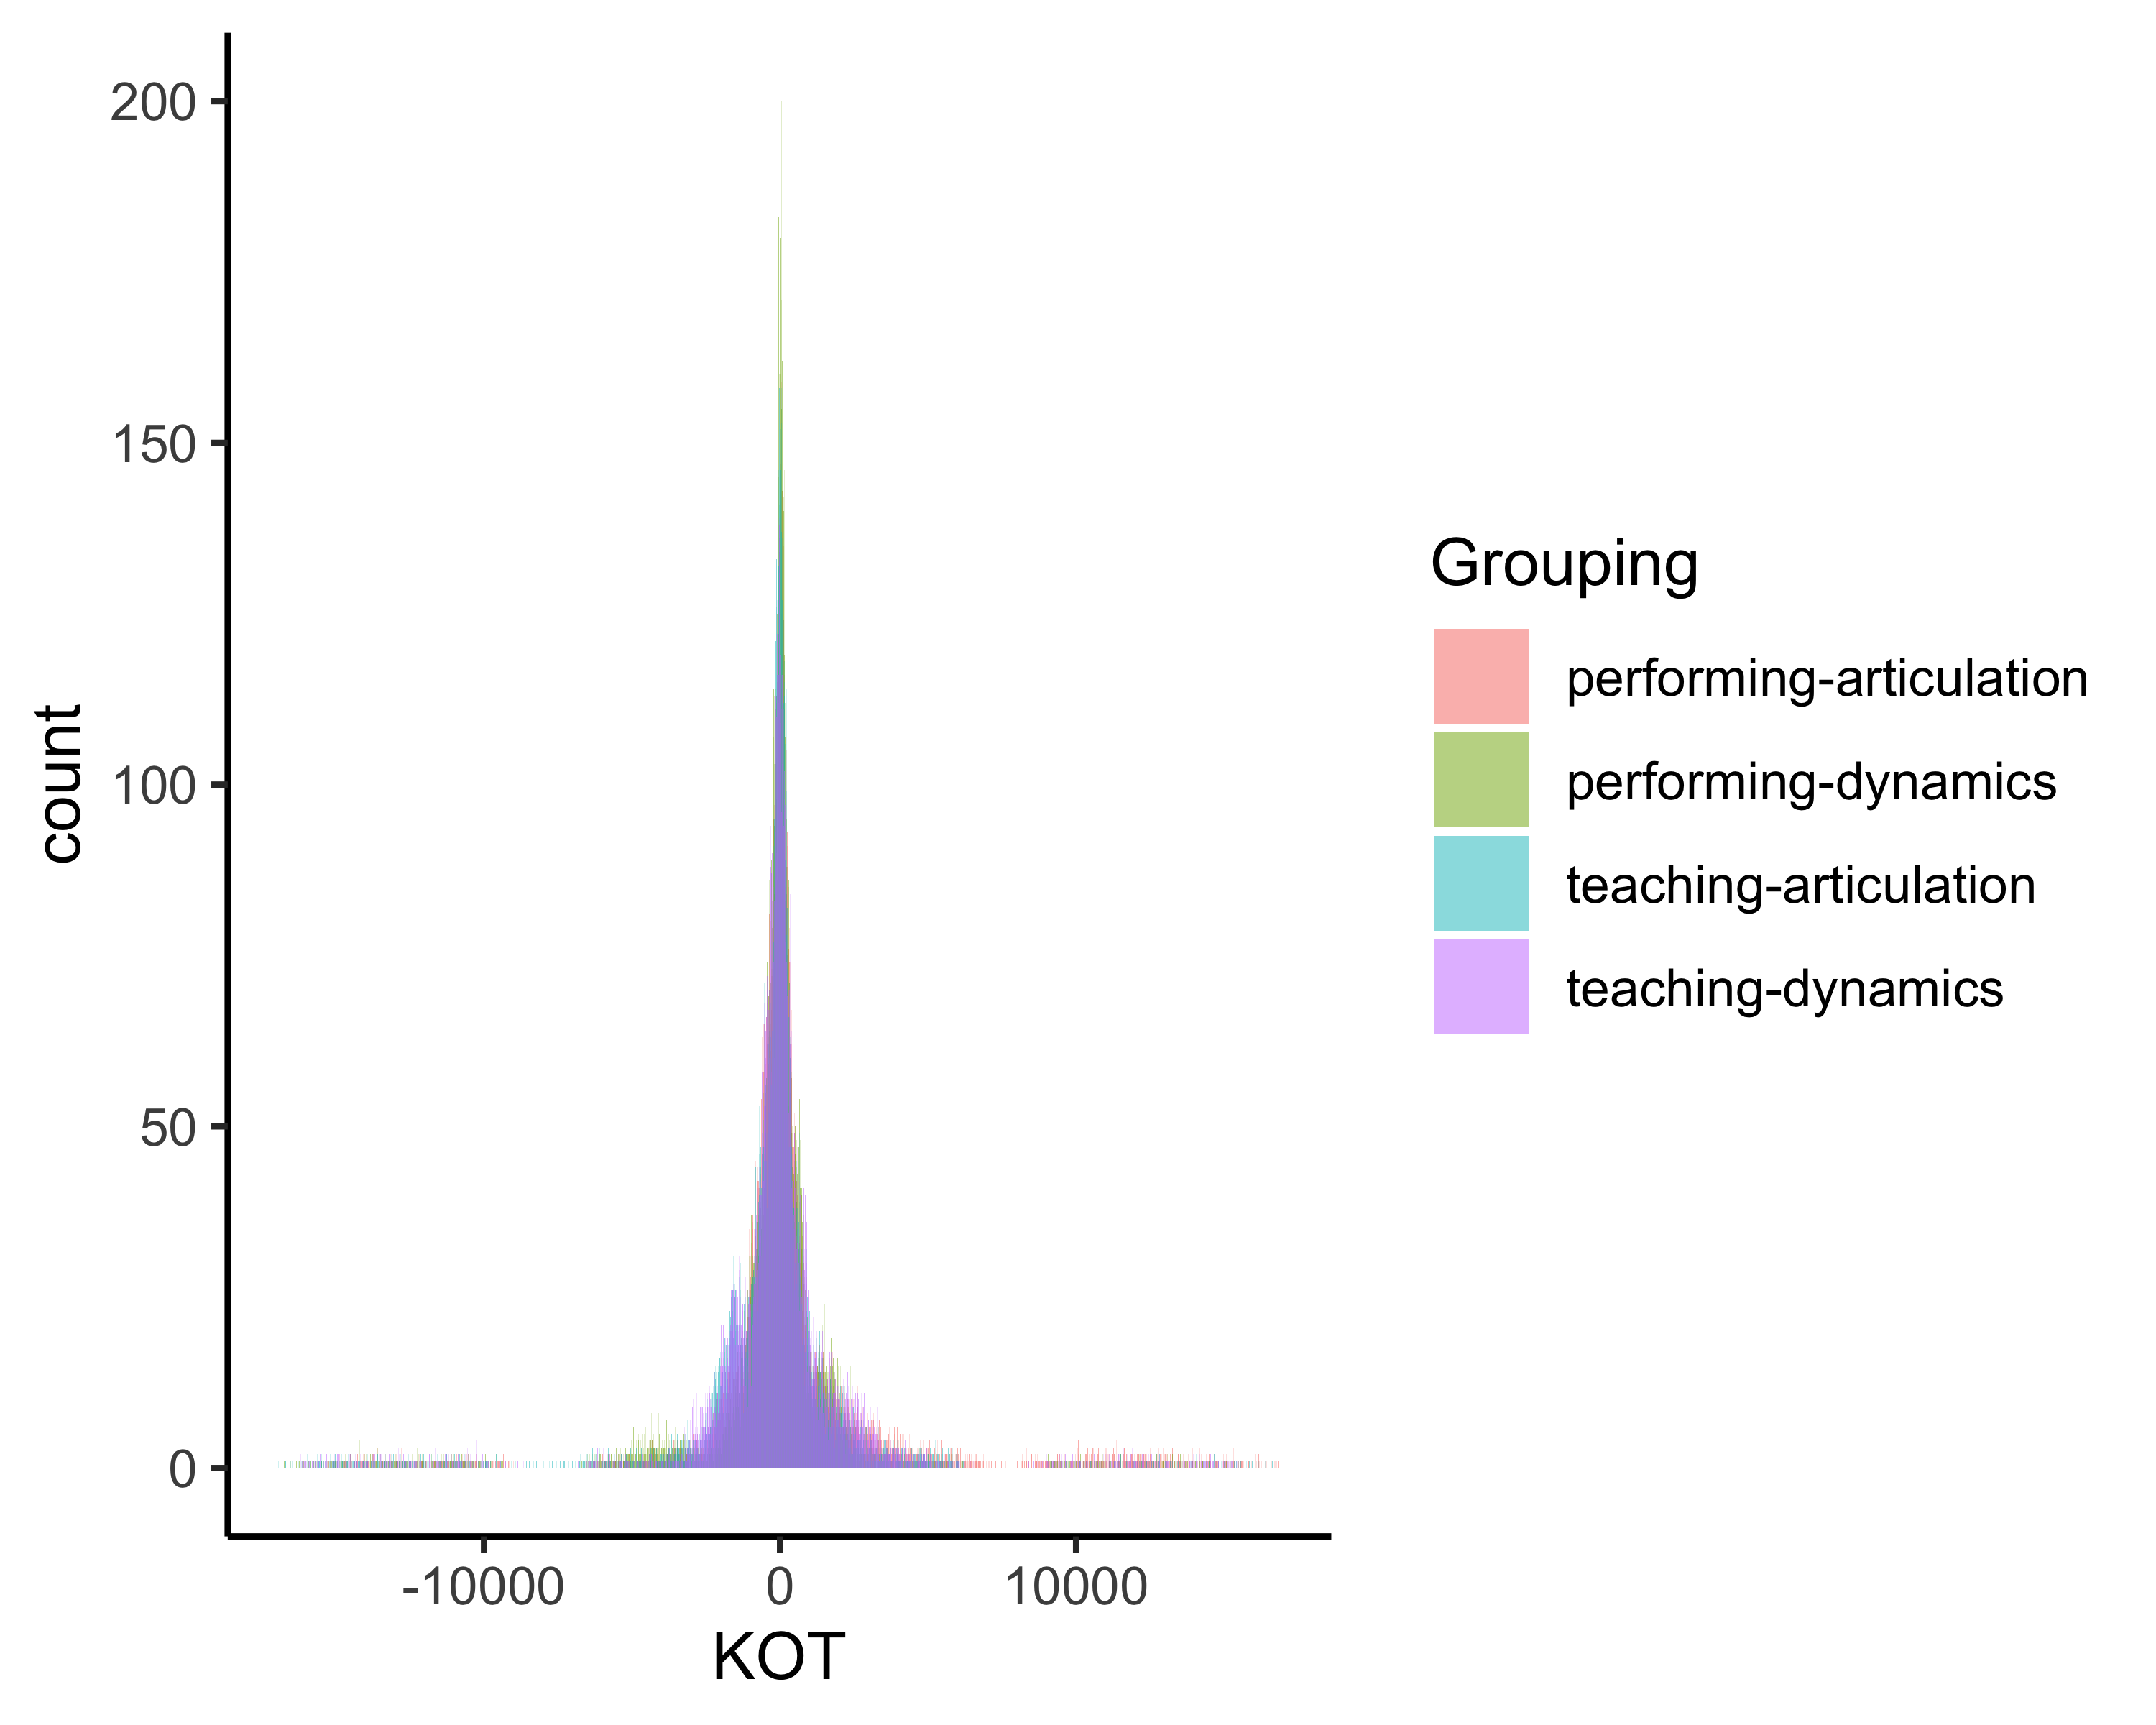 200
150
100
50
0
count
-10000
0
10000
KOT
Grouping
performing-articulation
performing-dynamics
teaching-articulation
teaching-dynamics